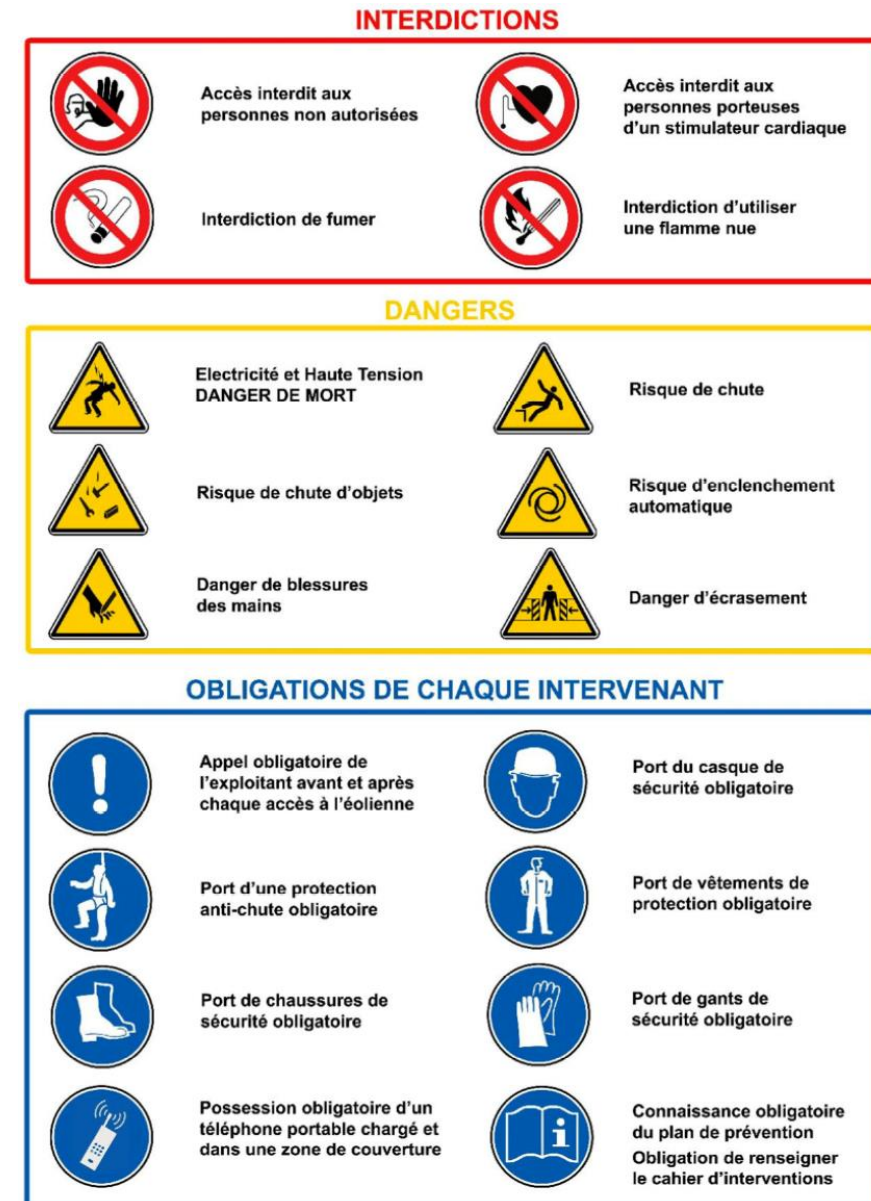 INTERDICTIONS
Accès interdit aux
personnes non autorisées
Accès interdit aux
personnes porteuses
d'un stimulateur cardiaque
Interdiction de fumer
Interdiction d'utiliser
une flamme nue
DANGERS
Electricité et Haute Tension
DANGER DE MORT
Risque de chute
Risque de chute d'objets
Risque d'enclenchement
automatique
Danger de blessures
des mains
Danger d'écrasement
OBLIGATIONS DE CHAQUE INTERVENANT
Appel obligatoire de
l'exploitant avant et après
chaque accès à l'éolienne
Port du casque de
sécurité obligatoire
Port d'une protection
anti-chute obligatoire
Port de vêtements de
protection obligatoire
Port de chaussures de
sécurité obligatoire
Port de gants de
sécurité obligatoire
Possession obligatoire d'un
téléphone portable chargé et
dans une zone de couverture
Connaissance obligatoire
du plan de prévention
Obligation de renseigner
le cahier d'interventions